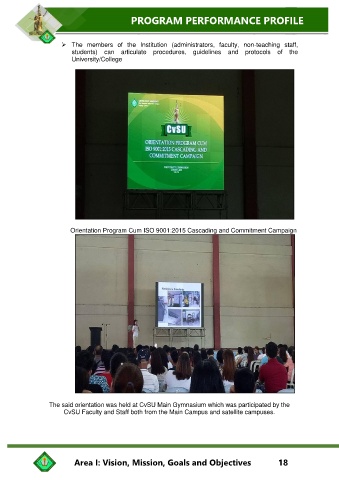 PROGRAM PERFORMANCE PROFILE
➢ The members of the Institution (administrators, faculty, non-teaching staff,
students) can articulate procedures, guidelines and protocols of the
University/College
CvSU
ORIENTATION PROGRAM CUM
ISO 9001:2015 CASCADING AND
COMMITMENT CAMPAIGN
Orientation Program Cum ISO 9001:2015 Cascading and Commitment Campaign
The said orientation was held at CvSU Main Gymnasium which was participated by the
CvSU Faculty and Staff both from the Main Campus and satellite campuses.
Area I: Vision, Mission, Goals and Objectives 18